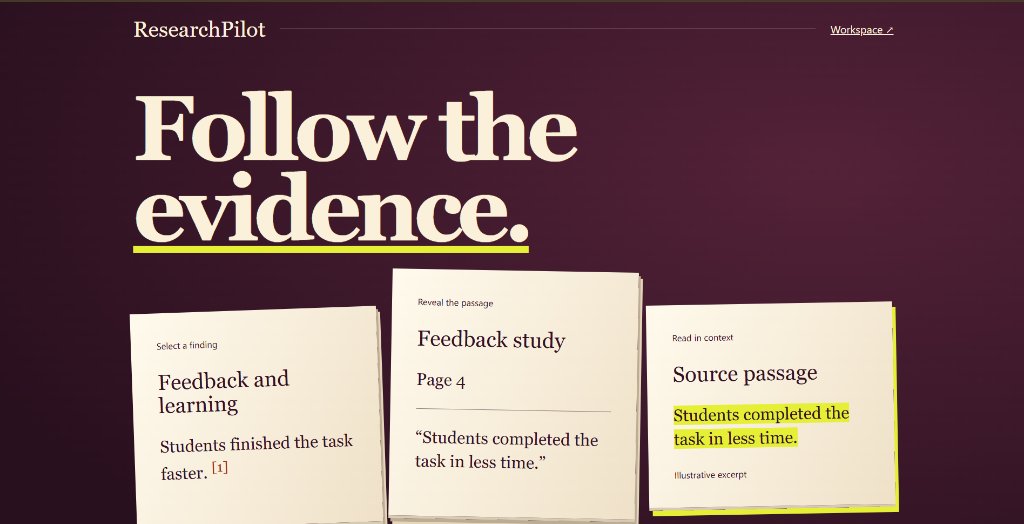 ResearchPilot
Workspace ↗
Follow the
evidence.
Select a finding
Feedback and
learning
Students finished the task
faster. [1]
Reveal the passage
Feedback study
Page 4
“Students completed the
task in less time.”
Read in context
Source passage
Students completed the
task in less time.
Illustrative excerpt